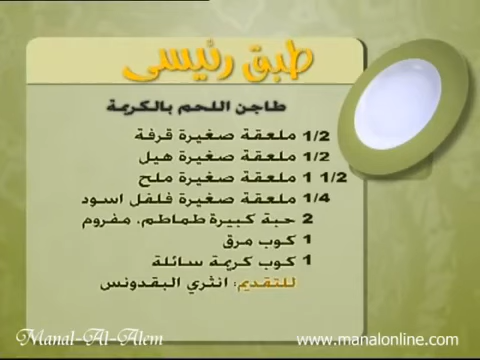 طبق رئيسي
طاجن اللحم بالكريمة
1/2 ملعقة صغيرة قرفة
1/2 ملعقة صغيرة هيل
1 1/2 ملعقة صغيرة ملح
1/4 ملعقة صغيرة فلفل اسود
2 حبة كبيرة طماطم، مفروم
1 كوب مرق
1 كوب كريمة سائلة
للتقديم: انثري البقدونس
Manal-Al-Alem
www.manalonline.com